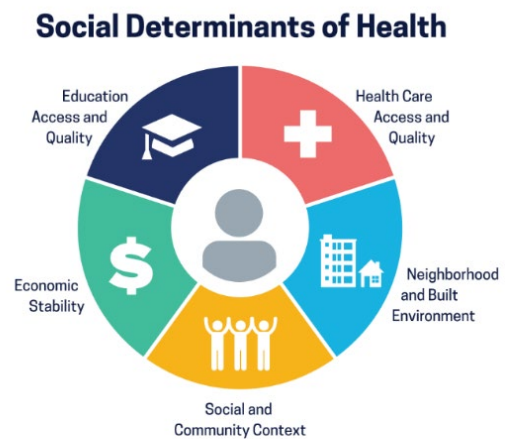 Social Determinants of Health
Education
Access and
Quality
Health Care
Access and
Quality
Economic
Stability
$
Neighborhood
and Built
Environment
Social and
Community Context